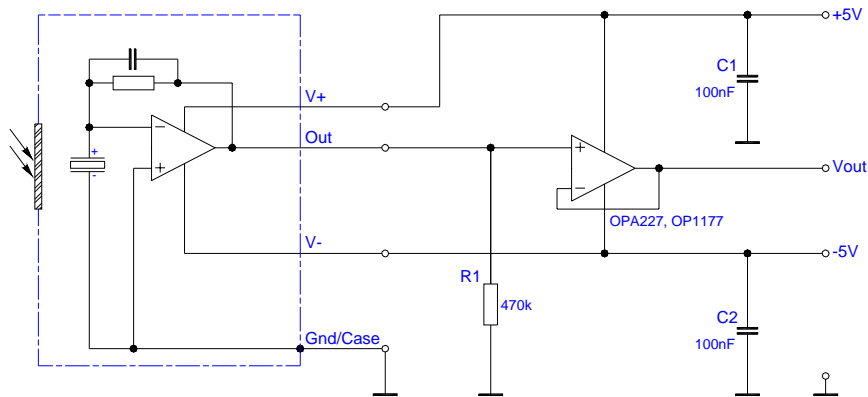 +5V
C1
100nF
V+
+
-
−
+
Out
+
−
Vout
OPA227, OP1177
V-
-5V
R1
470k
C2
100nF
Gnd/Case